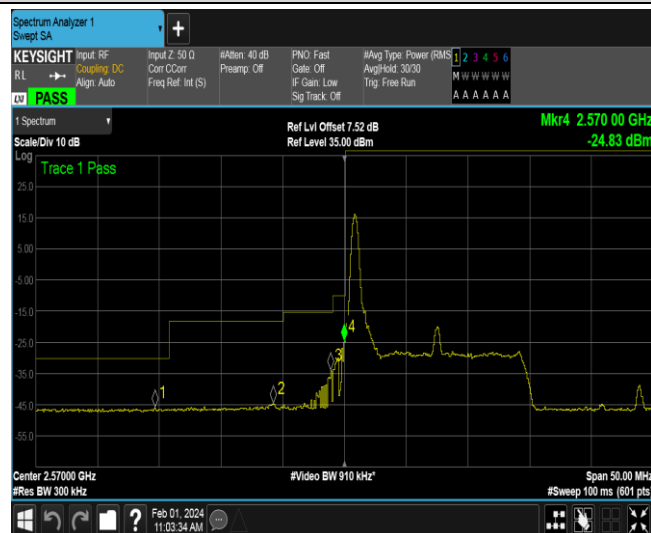 Spectrum Analyzer 1
Swept SA
+
KEYSIGHT
RL
LXI PASS
Input: RF
Coupling: DC
Align: Auto
Input Z: 50 Ω
Corr CCorr
Freq Ref: Int (S)
#Atten: 40 dB
Preamp: Off
PNO: Fast
Gate: Off
IF Gain: Low
Sig Track: Off
#Avg Type: Power (RMS
Avg|Hold: 30/30
Trig: Free Run
1 2 3 4 5 6
M W W W W W
A A A A A A
1 Spectrum
Scale/Div 10 dB
Log
Ref Lvl Offset 7.52 dB
Ref Level 35.00 dBm
Mkr4 2.570 00 GHz
-24.83 dBm
Trace 1 Pass
25.0
15.0
5.00
-5.00
-15.0
-25.0
-35.0
-45.0
-55.0
1
2
3
4
Center 2.57000 GHz
#Res BW 300 kHz
#Video BW 910 kHz*
Span 50.00 MHz
#Sweep 100 ms (601 pts
?
Feb 01, 2024
11:03:34 AM